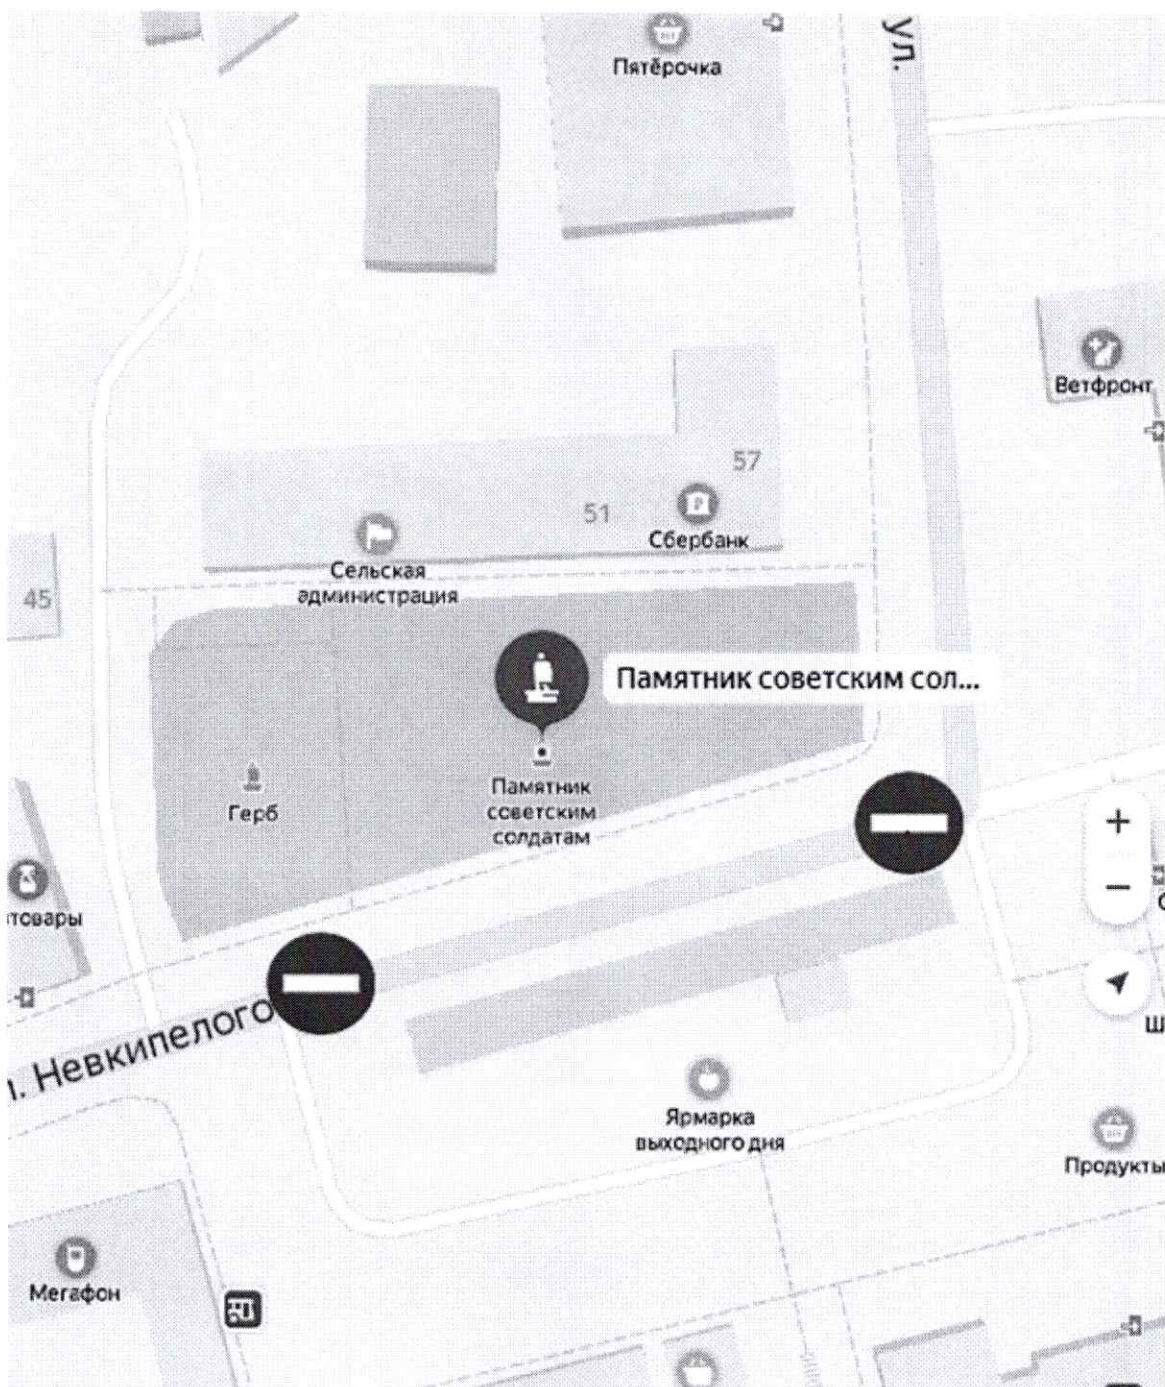 Пятёрочка
ул.
Ветфронт
57
51
Сбербанк
Сельская
администрация
45
Памятник советским сол...
Памятник
советским
солдатам
Герб
+
−
товары
л. Невкипелого
Ш
Ярмарка
выходного дня
Продукты
Мегафон